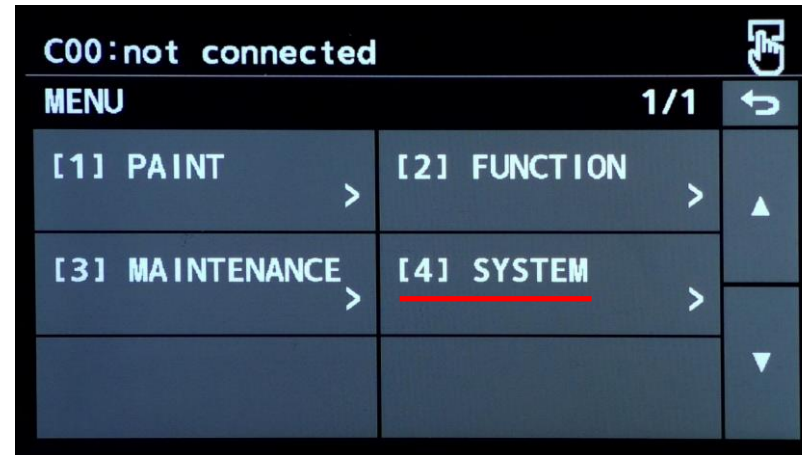 C00:not connected
MENU 1/1
[1] PAINT >
[2] FUNCTION >
[3] MAINTENANCE >
[4] SYSTEM >